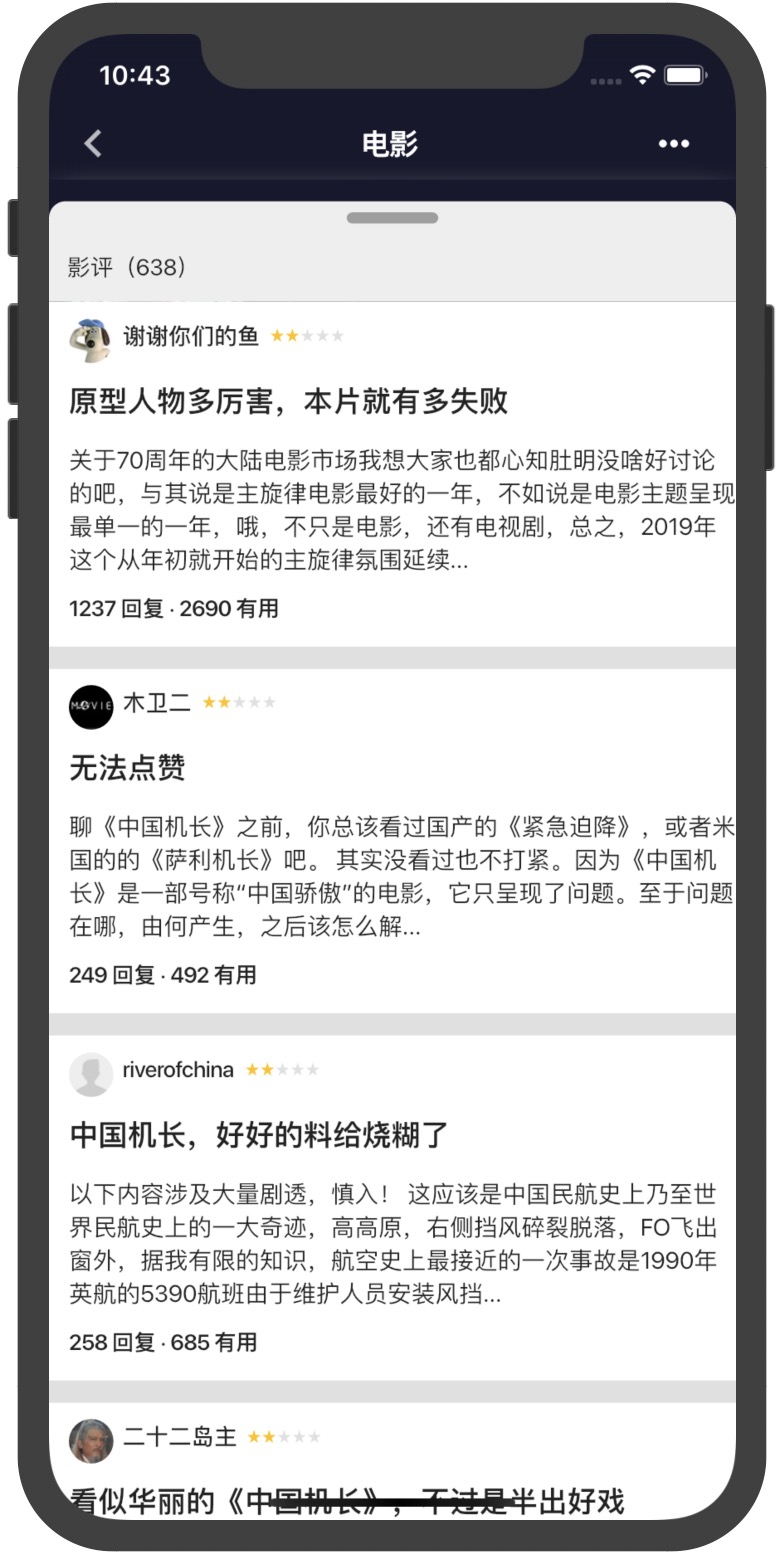 10:43
电影
影评（638）
谢谢你们的鱼
原型人物多厉害，本片就有多失败
关于70周年的大陆电影市场我想大家也都心知肚明没啥好讨论
的吧，与其说是主旋律电影最好的一年，不如说是电影主题呈现
最单一的一年，哦，不只是电影，还有电视剧，总之，2019年
这个从年初就开始的主旋律氛围延续...
1237 回复 · 2690 有用
MOVIE
木卫二
无法点赞
聊《中国机长》之前，你总该看过国产的《紧急迫降》，或者米
国的的《萨利机长》吧。 其实没看过也不打紧。因为《中国机
长》是一部号称“中国骄傲”的电影，它只呈现了问题。至于问题
在哪，由何产生，之后该怎么解...
249 回复 · 492 有用
riverofchina
中国机长，好好的料给烧糊了
以下内容涉及大量剧透，慎入！ 这应该是中国民航史上乃至世
界民航史上的一大奇迹，高高原，右侧挡风碎裂脱落，FO飞出
窗外，据我有限的知识，航空史上最接近的一次事故是1990年
英航的5390航班由于维护人员安装风挡...
258 回复 · 685 有用
二十二岛主
看似华丽的《中国机长》，不过是半出好戏